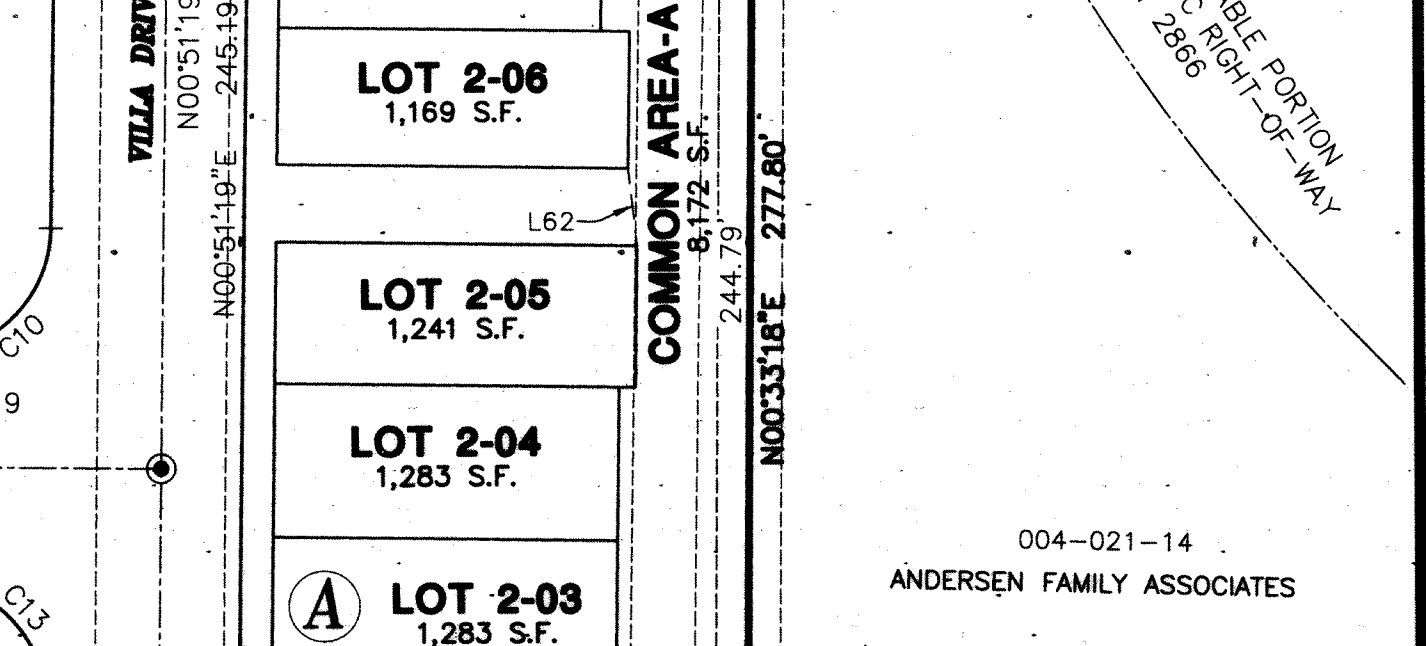 VILLA DRIV
N00°51'19
N00°51'19"E 245.19
LOT 2-06
1,169 S.F.
L62
LOT 2-05
1,241 S.F.
LOT 2-04
1,283 S.F.
A
LOT 2-03
1,283 S.F.
COMMON AREA-A
8,172 S.F.
244.79'
N00°33'18"E 277.80'
ABLE PORTION
C RIGHT-OF-WAY
2866
C10
9
C13
004-021-14
ANDERSEN FAMILY ASSOCIATES